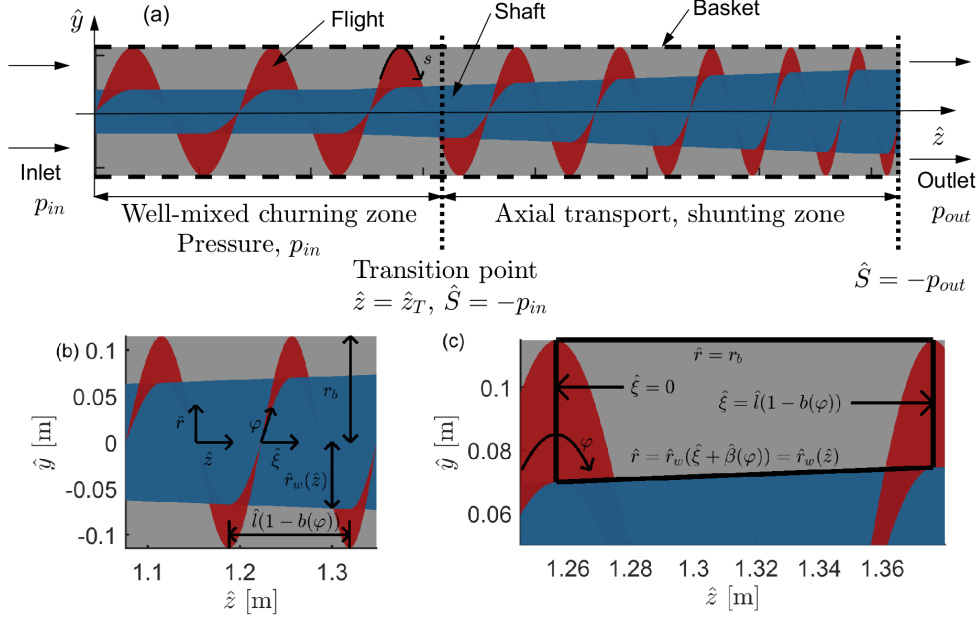 ŷ
(a)
Flight
Shaft
Basket
s
ẑ
Inlet
p_in
Outlet
p_out
Well-mixed churning zone
Pressure, p_in
Axial transport, shunting zone
Transition point
ẑ = ẑ_T, Ŝ = −p_in
Ŝ = −p_out
(b)
0.1
0.05
0
-0.05
-0.1
ŷ [m]
r̂
ẑ
φ
ξ̂
r_b
r̂_w(ẑ)
l̂(1 − b(φ))
1.1
1.2
1.3
ẑ [m]
(c)
0.1
0.08
0.06
ŷ [m]
r̂ = r_b
ξ̂ = 0
ξ̂ = l̂(1 − b(φ))
φ
r̂ = r̂_w(ξ̂ + β̂(φ)) = r̂_w(ẑ)
1.26
1.28
1.3
1.32
1.34
1.36
ẑ [m]